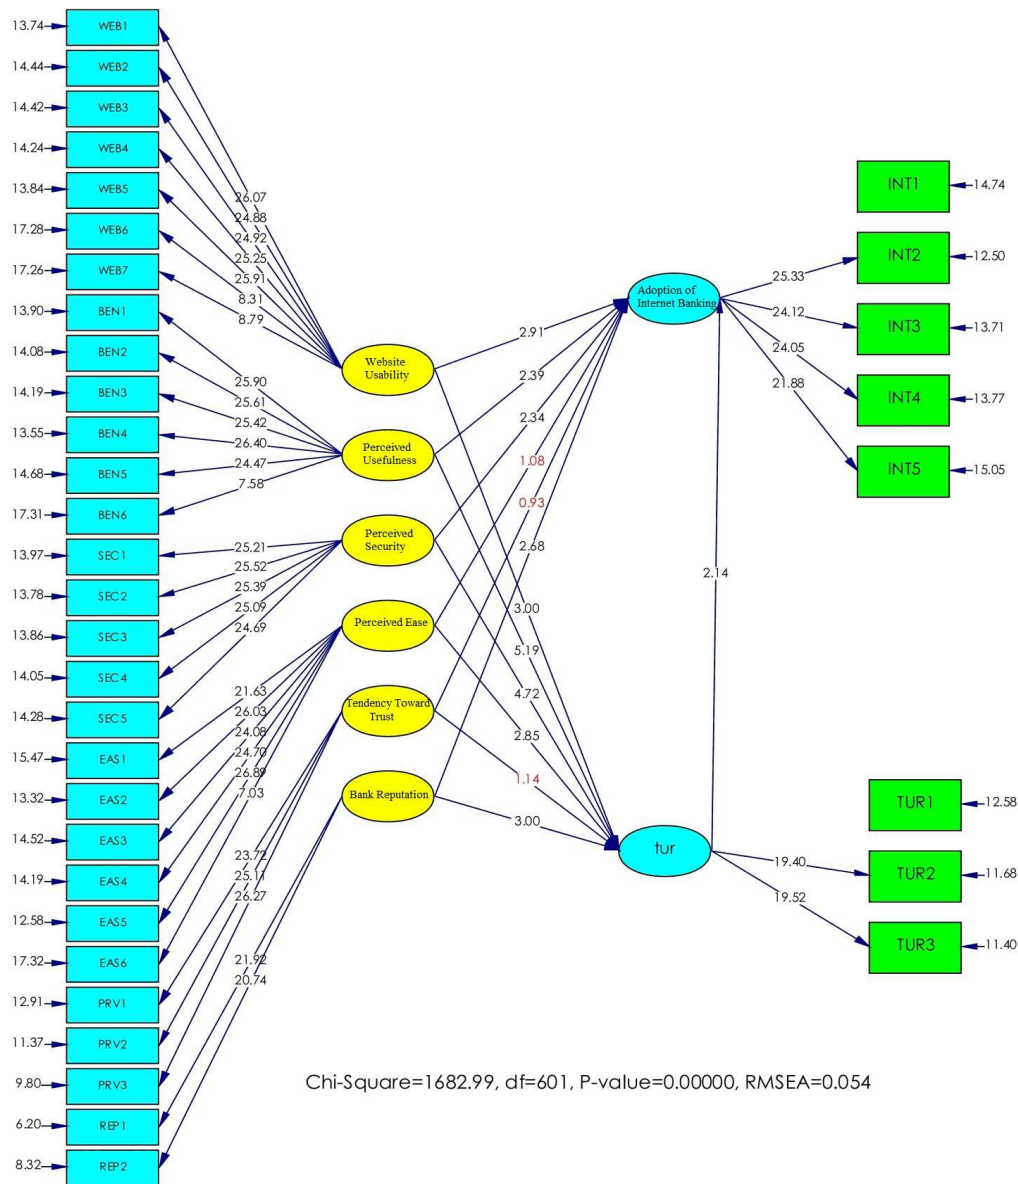 13.74 WEB1
14.44 WEB2
14.42 WEB3
14.24 WEB4
13.84 WEB5
17.28 WEB6
17.26 WEB7
13.90 BEN1
14.08 BEN2
14.19 BEN3
13.55 BEN4
14.68 BEN5
17.31 BEN6
13.97 SEC1
13.78 SEC2
13.86 SEC3
14.05 SEC4
14.28 SEC5
15.47 EAS1
13.32 EAS2
14.52 EAS3
14.19 EAS4
12.58 EAS5
17.32 EAS6
12.91 PRV1
11.37 PRV2
9.80 PRV3
6.20 REP1
8.32 REP2
26.07
24.88
24.92
25.25
25.91
8.31
8.79
25.90
25.61
25.42
26.40
24.47
7.58
25.21
25.52
25.39
25.09
24.69
21.63
26.03
24.08
24.70
26.89
7.03
23.72
25.11
26.27
21.92
20.74
Website
Usability
Perceived
Usefulness
Perceived
Security
Perceived Ease
Tendency Toward
Trust
Bank Reputation
2.91
2.39
2.34
1.08
0.93
2.68
3.00
5.19
4.72
2.85
1.14
3.00
Adoption of
Internet Banking
2.14
tur
25.33
24.12
24.05
21.88
19.40
19.52
INT1 14.74
INT2 12.50
INT3 13.71
INT4 13.77
INT5 15.05
TUR1 12.58
TUR2 11.68
TUR3 11.40
Chi-Square=1682.99, df=601, P-value=0.00000, RMSEA=0.054